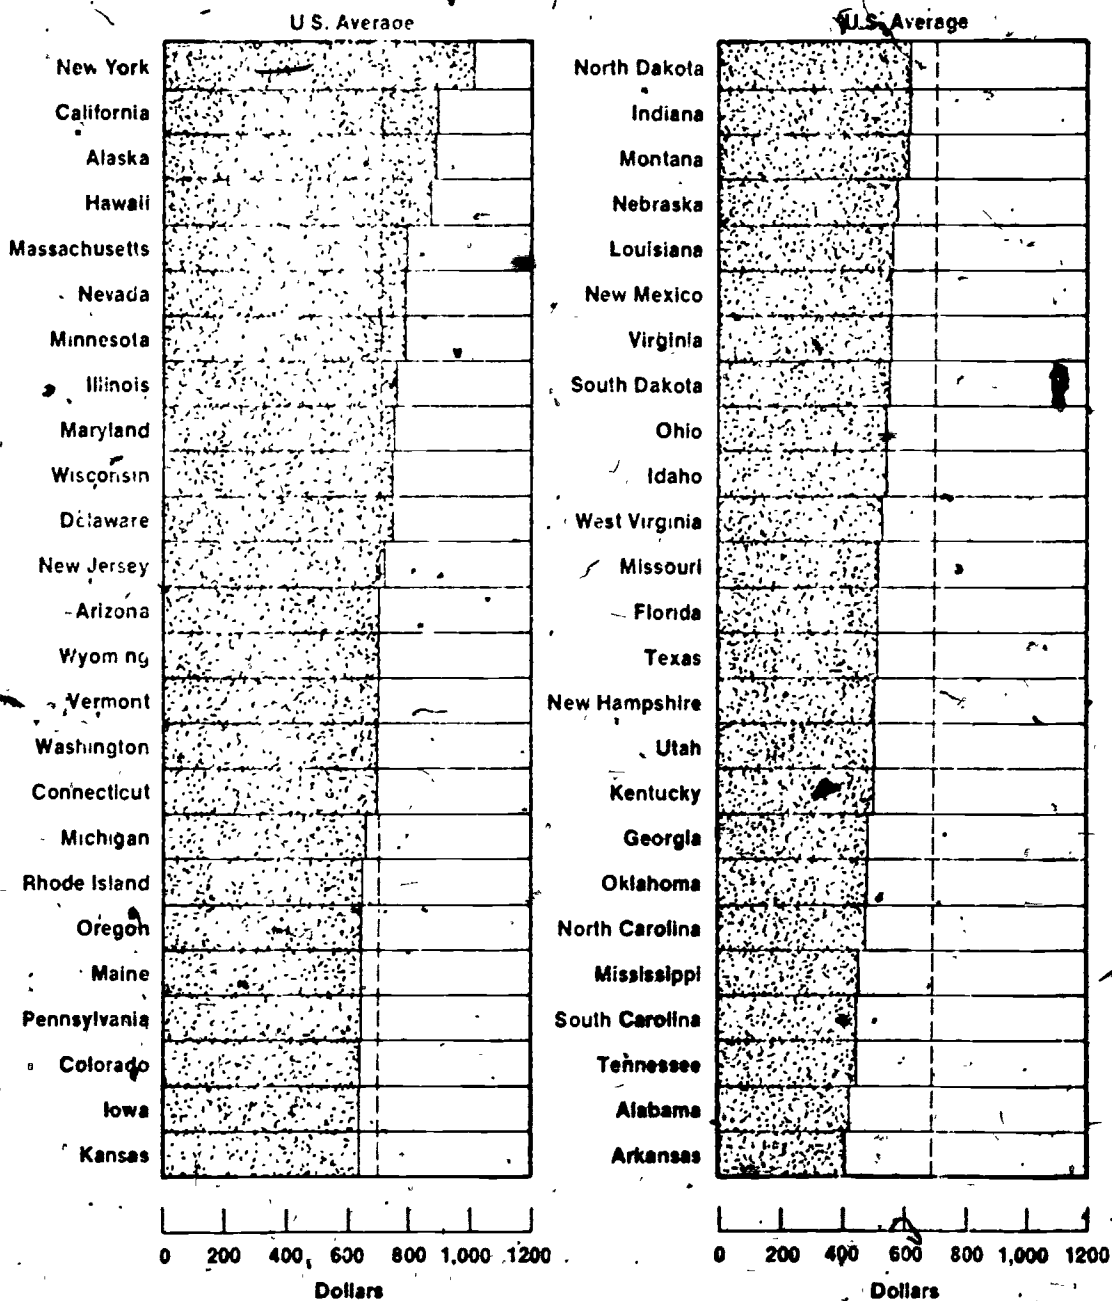 U.S. Average
New York
California
Alaska
Hawaii
Massachusetts
Nevada
Minnesota
Illinois
Maryland
Wisconsin
Delaware
New Jersey
Arizona
Wyoming
Vermont
Washington
Connecticut
Michigan
Rhode Island
Oregon
Maine
Pennsylvania
Colorado
Iowa
Kansas
0 200 400 600 800 1,000 1200
Dollars
U.S. Average
North Dakota
Indiana
Montana
Nebraska
Louisiana
New Mexico
Virginia
South Dakota
Ohio
Idaho
West Virginia
Missouri
Florida
Texas
New Hampshire
Utah
Kentucky
Georgia
Oklahoma
North Carolina
Mississippi
South Carolina
Tennessee
Alabama
Arkansas
0 200 400 600 800 1,000 1200
Dollars